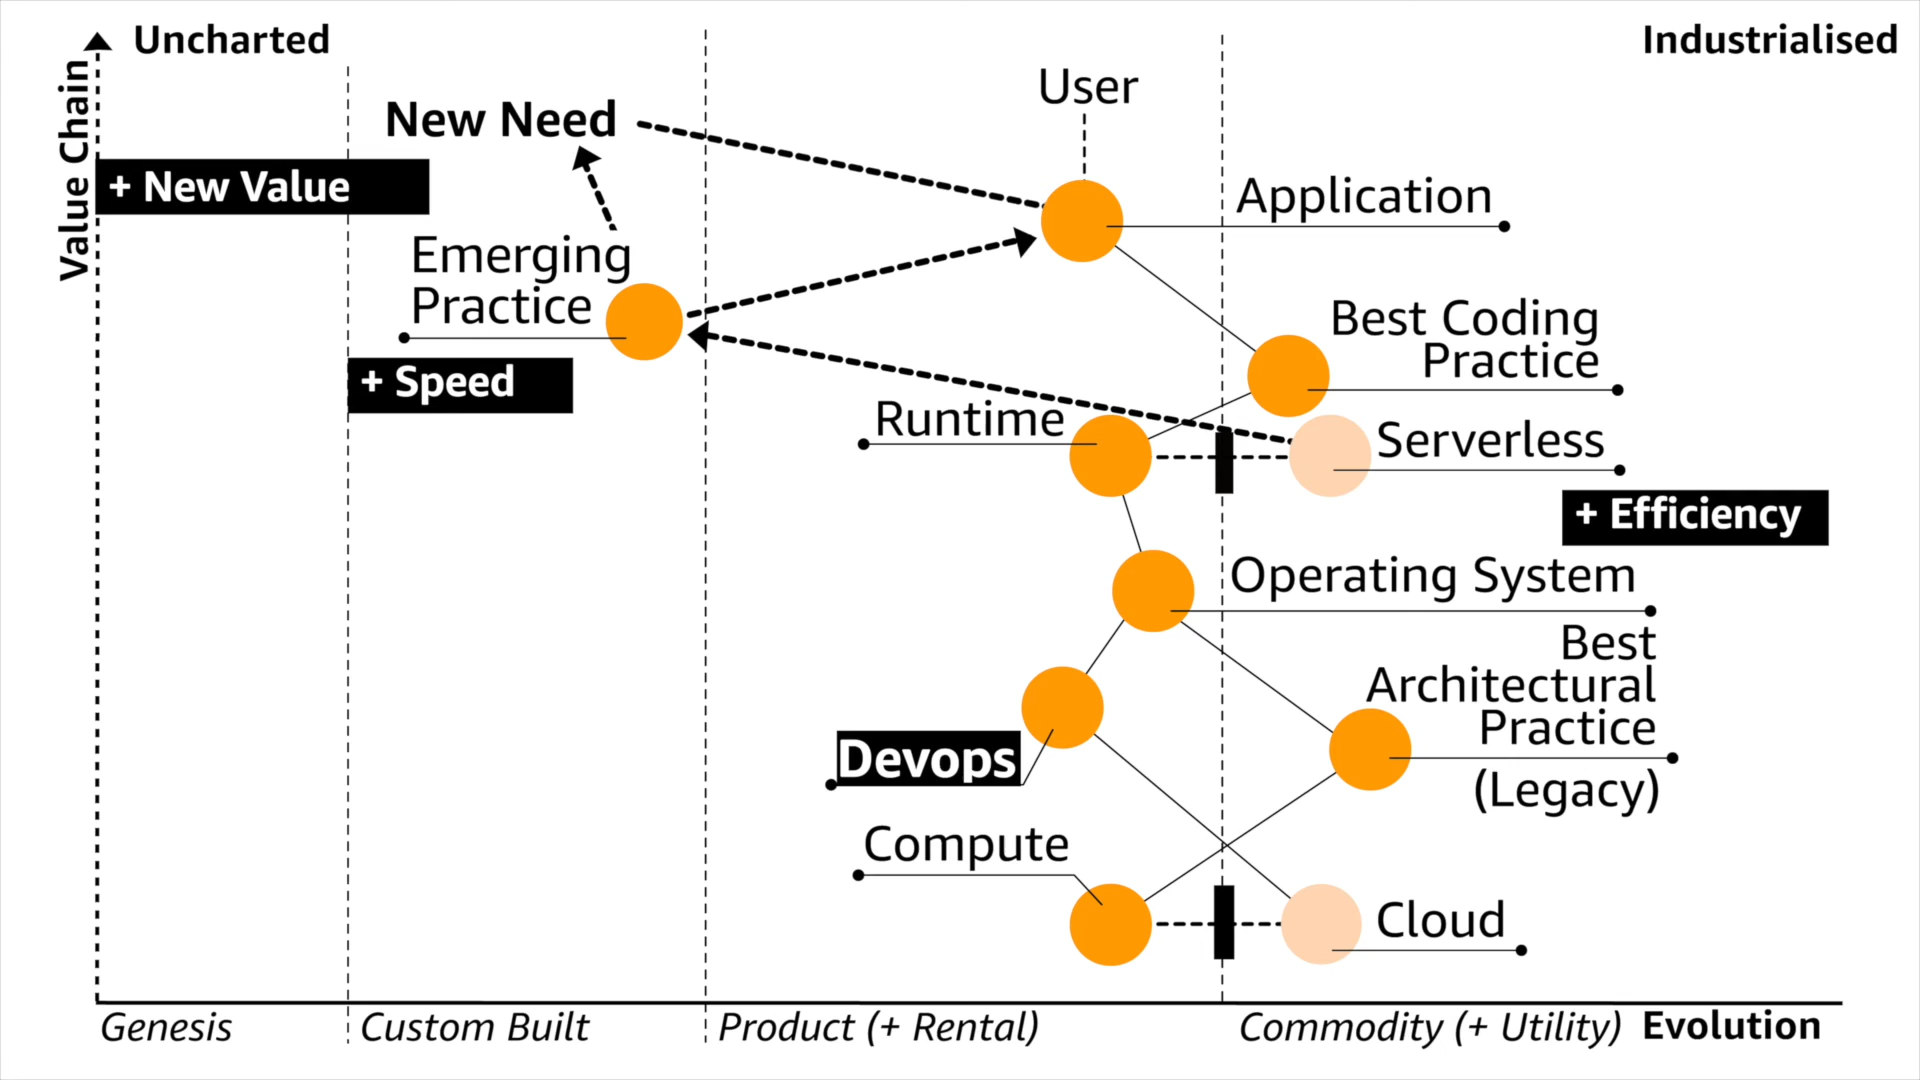 Uncharted
Industrialised
Value Chain
User
New Need
+ New Value
Application
Emerging
Practice
Best Coding
Practice
+ Speed
Runtime
Serverless
+ Efficiency
Operating System
Best
Architectural
Practice
(Legacy)
Devops
Compute
Cloud
Genesis
Custom Built
Product (+ Rental)
Commodity (+ Utility)
Evolution